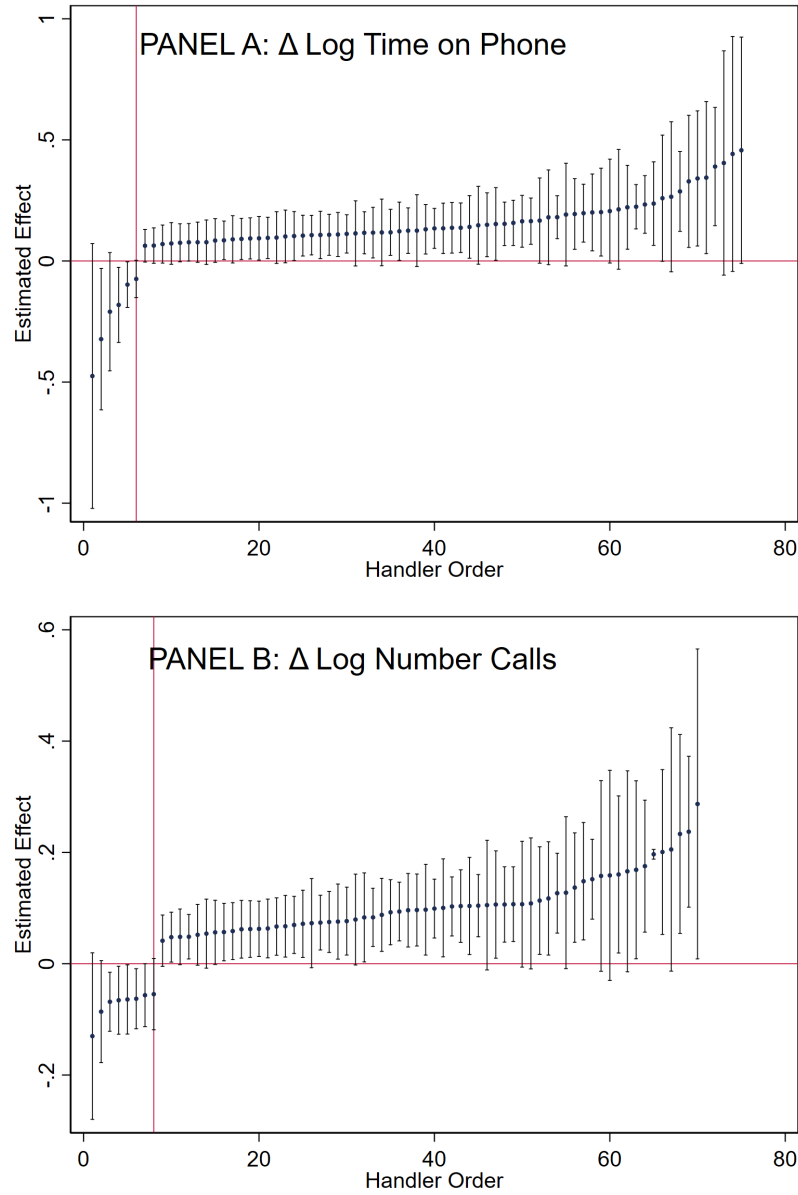 PANEL A: Δ Log Time on Phone
Estimated Effect
1
.5
0
-.5
-1
0 20 40 60 80
Handler Order
PANEL B: Δ Log Number Calls
Estimated Effect
.6
.4
.2
0
-.2
0 20 40 60 80
Handler Order